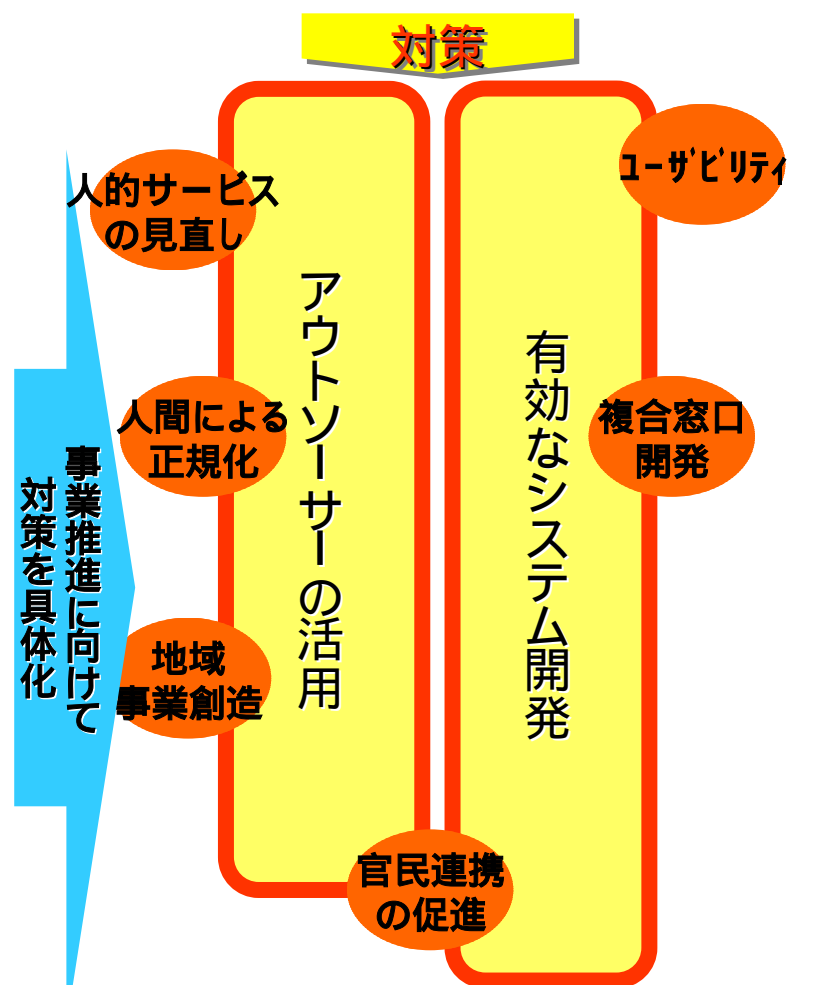 対策
事業推進に向けて
対策を具体化
人的サービス
の見直し
人間による
正規化
地域
事業創造
アウトソーサーの活用
有効なシステム開発
ﾕｰｻﾞﾋﾞﾘﾃｨ
複合窓口
開発
官民連携
の促進